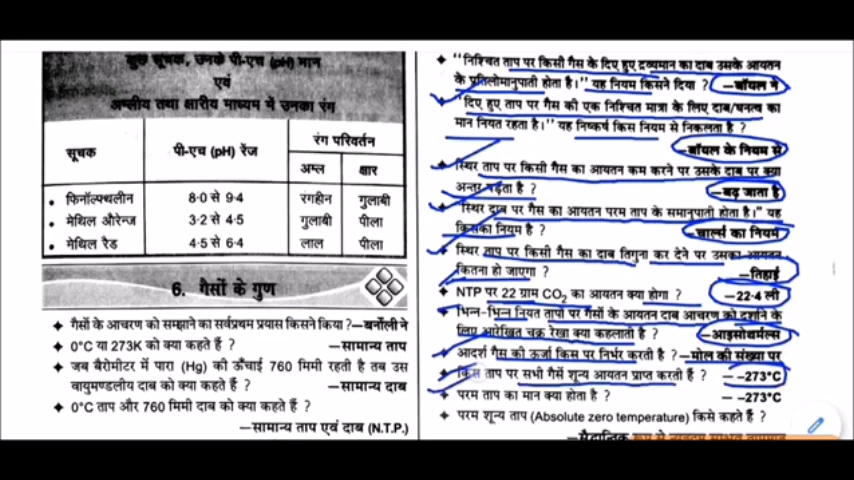 कुछ सूचक, उनके पी-एच (pH) मान
एवं
अम्लीय तथा क्षारीय माध्यम में उनका रंग
सूचक पी-एच (pH) रेंज रंग परिवर्तन
अम्ल क्षार
• फिनॉल्फ्थलीन 8·0 से 9·4 रंगहीन गुलाबी
• मेथिल औरेन्ज 3·2 से 4·5 गुलाबी पीला
• मेथिल रैड 4·5 से 6·4 लाल पीला
6. गैसों के गुण
गैसों के आचरण को समझाने का सर्वप्रथम प्रयास किसने किया?—बर्नोली ने
0°C या 273K को क्या कहते हैं ? —सामान्य ताप
जब बैरोमीटर में पारा (Hg) की ऊँचाई 760 मिमी रहती है तब उस
वायुमण्डलीय दाब को क्या कहते हैं ? —सामान्य दाब
0°C ताप और 760 मिमी दाब को क्या कहते हैं ?
—सामान्य ताप एवं दाब (N.T.P.)
"निश्चित ताप पर किसी गैस के दिए हुए द्रव्यमान का दाब उसके आयतन
के प्रतिलोमानुपाती होता है।" यह नियम किसने दिया ? —बॉयल ने
"दिए हुए ताप पर गैस की एक निश्चित मात्रा के लिए दाब/घनत्व का
मान नियत रहता है।" यह निष्कर्ष किस नियम से निकलता है ?
—बॉयल के नियम से
स्थिर ताप पर किसी गैस का आयतन कम करने पर उसके दाब पर क्या
अन्तर पड़ता है ? —बढ़ जाता है
"स्थिर दाब पर गैस का आयतन परम ताप के समानुपाती होता है।" यह
किसका नियम है ? —चार्ल्स का नियम
स्थिर ताप पर किसी गैस का दाब तिगुना कर देने पर उसका आयतन
कितना हो जाएगा ? —तिहाई
NTP पर 22 ग्राम CO₂ का आयतन क्या होगा ? —22·4 ली
भिन्न-भिन्न नियत तापों पर गैसों के आयतन दाब आचरण को दर्शाने के
लिए आरेखित चक्र रेखा क्या कहलाता है ? —आइसोथर्मल्स
आदर्श गैस की ऊर्जा किस पर निर्भर करती है ? —मोल की संख्या पर
किस ताप पर सभी गैसें शून्य आयतन प्राप्त करती हैं ? — -273°C
परम ताप का मान क्या होता है ? — -273°C
परम शून्य ताप (Absolute zero temperature) किसे कहते हैं ?
—सैद्धान्तिक रूप से न्यूनतम सम्भव तापमान